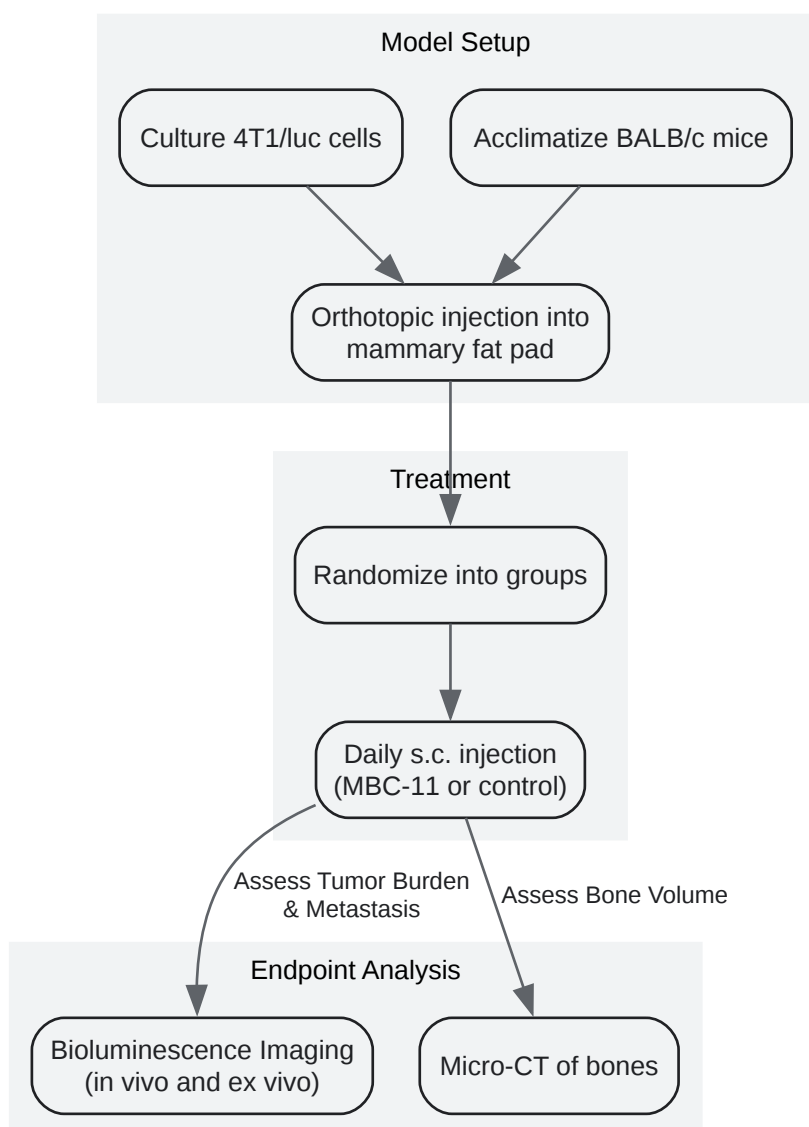 Model Setup
Culture 4T1/luc cells
Acclimatize BALB/c mice
Orthotopic injection into
mammary fat pad
Treatment
Randomize into groups
Daily s.c. injection
(MBC-11 or control)
Assess Tumor Burden
& Metastasis
Assess Bone Volume
Endpoint Analysis
Bioluminescence Imaging
(in vivo and ex vivo)
Micro-CT of bones